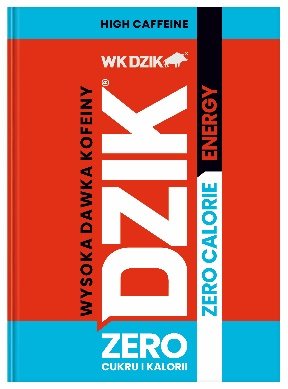 HIGH CAFFEINE
WK DZIK®
WYSOKA DAWKA KOFEINY
DZIK®
ZERO CALORIE ENERGY
ZERO
CUKRU I KALORII